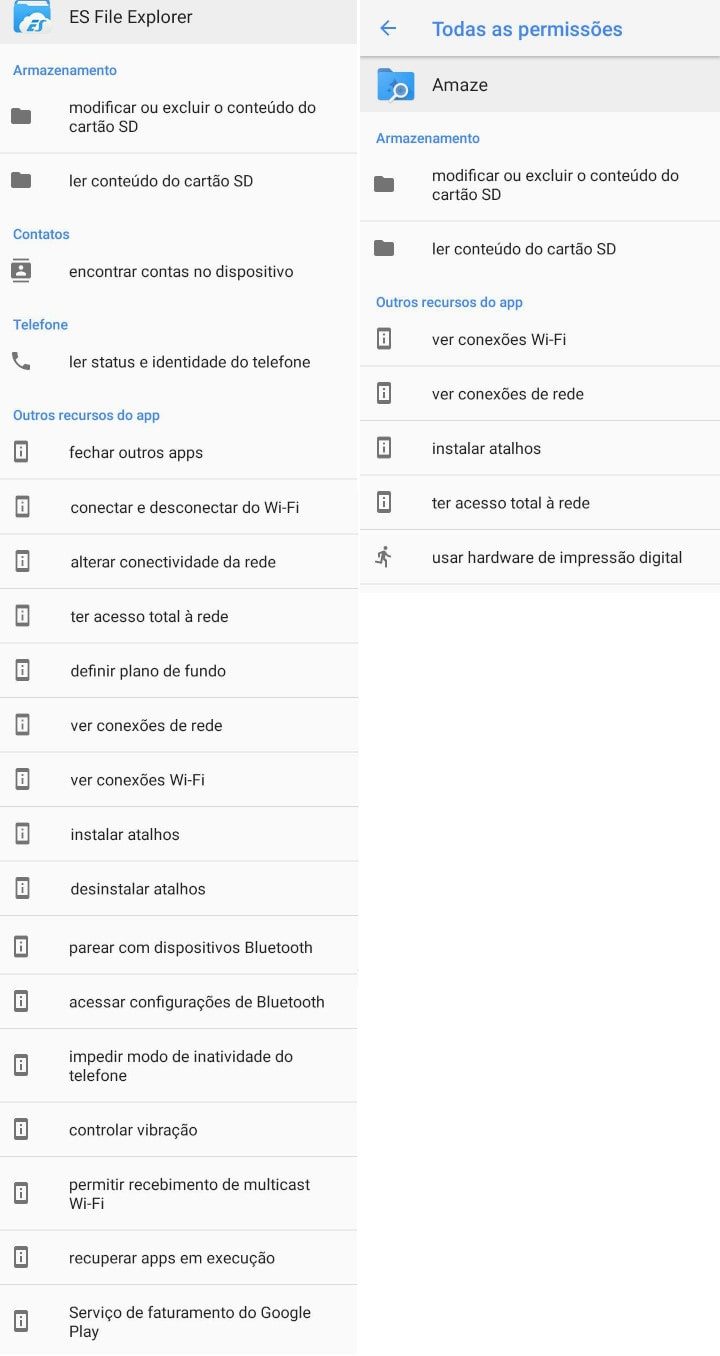 ES File Explorer
Armazenamento
modificar ou excluir o conteúdo do
cartão SD
ler conteúdo do cartão SD
Contatos
encontrar contas no dispositivo
Telefone
ler status e identidade do telefone
Outros recursos do app
fechar outros apps
conectar e desconectar do Wi-Fi
alterar conectividade da rede
ter acesso total à rede
definir plano de fundo
ver conexões de rede
ver conexões Wi-Fi
instalar atalhos
desinstalar atalhos
parear com dispositivos Bluetooth
acessar configurações de Bluetooth
impedir modo de inatividade do
telefone
controlar vibração
permitir recebimento de multicast
Wi-Fi
recuperar apps em execução
Serviço de faturamento do Google
Play
Todas as permissões
Amaze
Armazenamento
modificar ou excluir o conteúdo do
cartão SD
ler conteúdo do cartão SD
Outros recursos do app
ver conexões Wi-Fi
ver conexões de rede
instalar atalhos
ter acesso total à rede
usar hardware de impressão digital